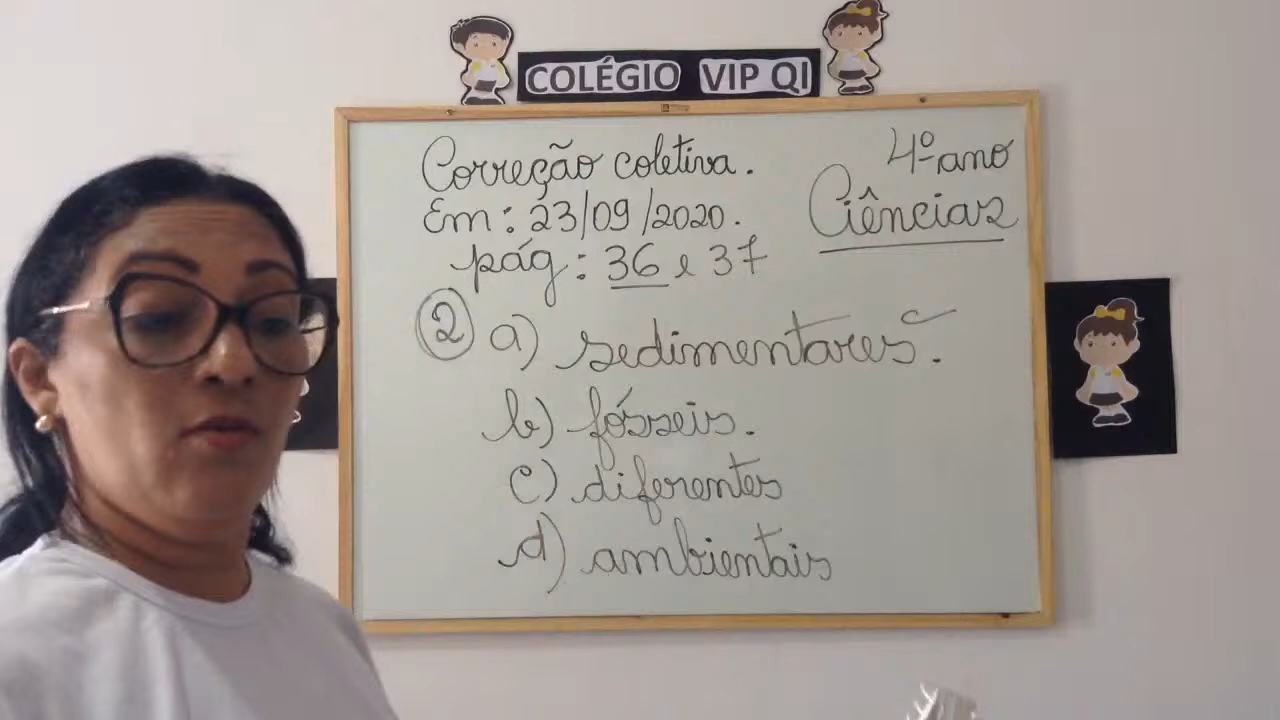 COLÉGIO VIP QI
Correção coletiva.
4º ano
Em: 23/09/2020.
Ciências
pág: 36 e 37
2 a) sedimentares.
b) fósseis.
c) diferentes
d) ambientais